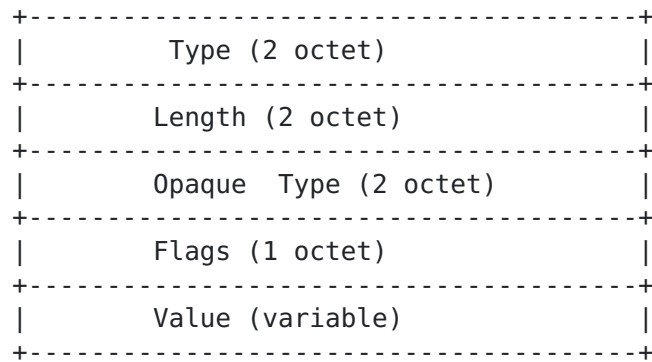 +---------------------------------------+
|         Type (2 octet)                |
+---------------------------------------+
|        Length (2 octet)               |
+---------------------------------------+
|        Opaque  Type (2 octet)         |
+---------------------------------------+
|        Flags (1 octet)                |
+---------------------------------------+
|        Value (variable)               |
+---------------------------------------+